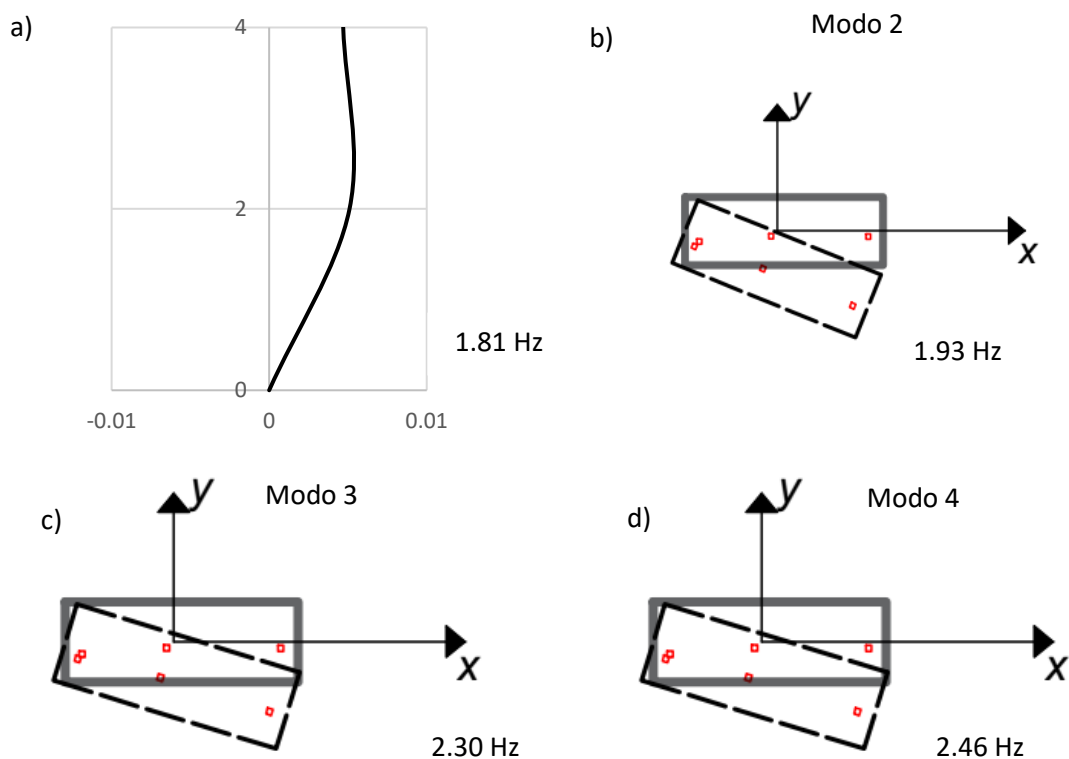 a)
4
2
0
-0.01
0
0.01
1.81 Hz
b)
Modo 2
y
x
1.93 Hz
c)
Modo 3
y
x
2.30 Hz
d)
Modo 4
y
x
2.46 Hz